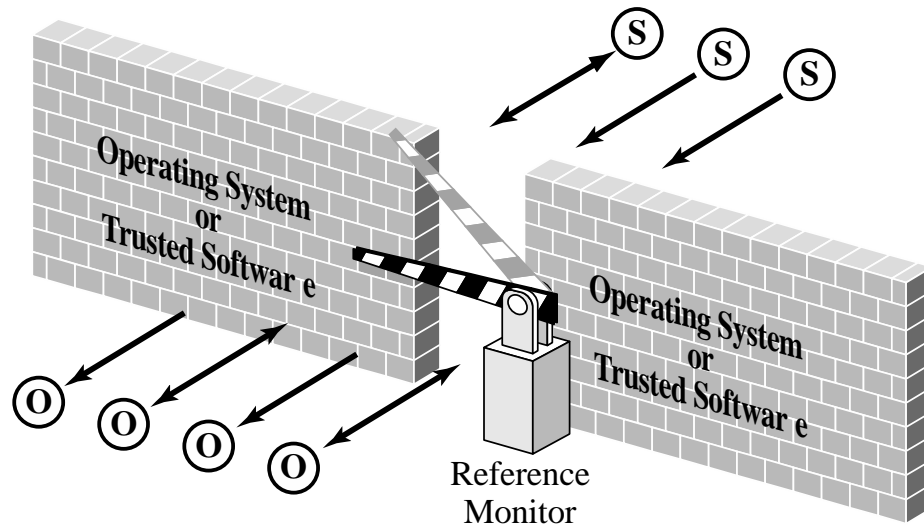 S
S
S
Operating System
or
Trusted Softwar e
Operating System
or
Trusted Softwar e
O
O
O
O
Reference
Monitor